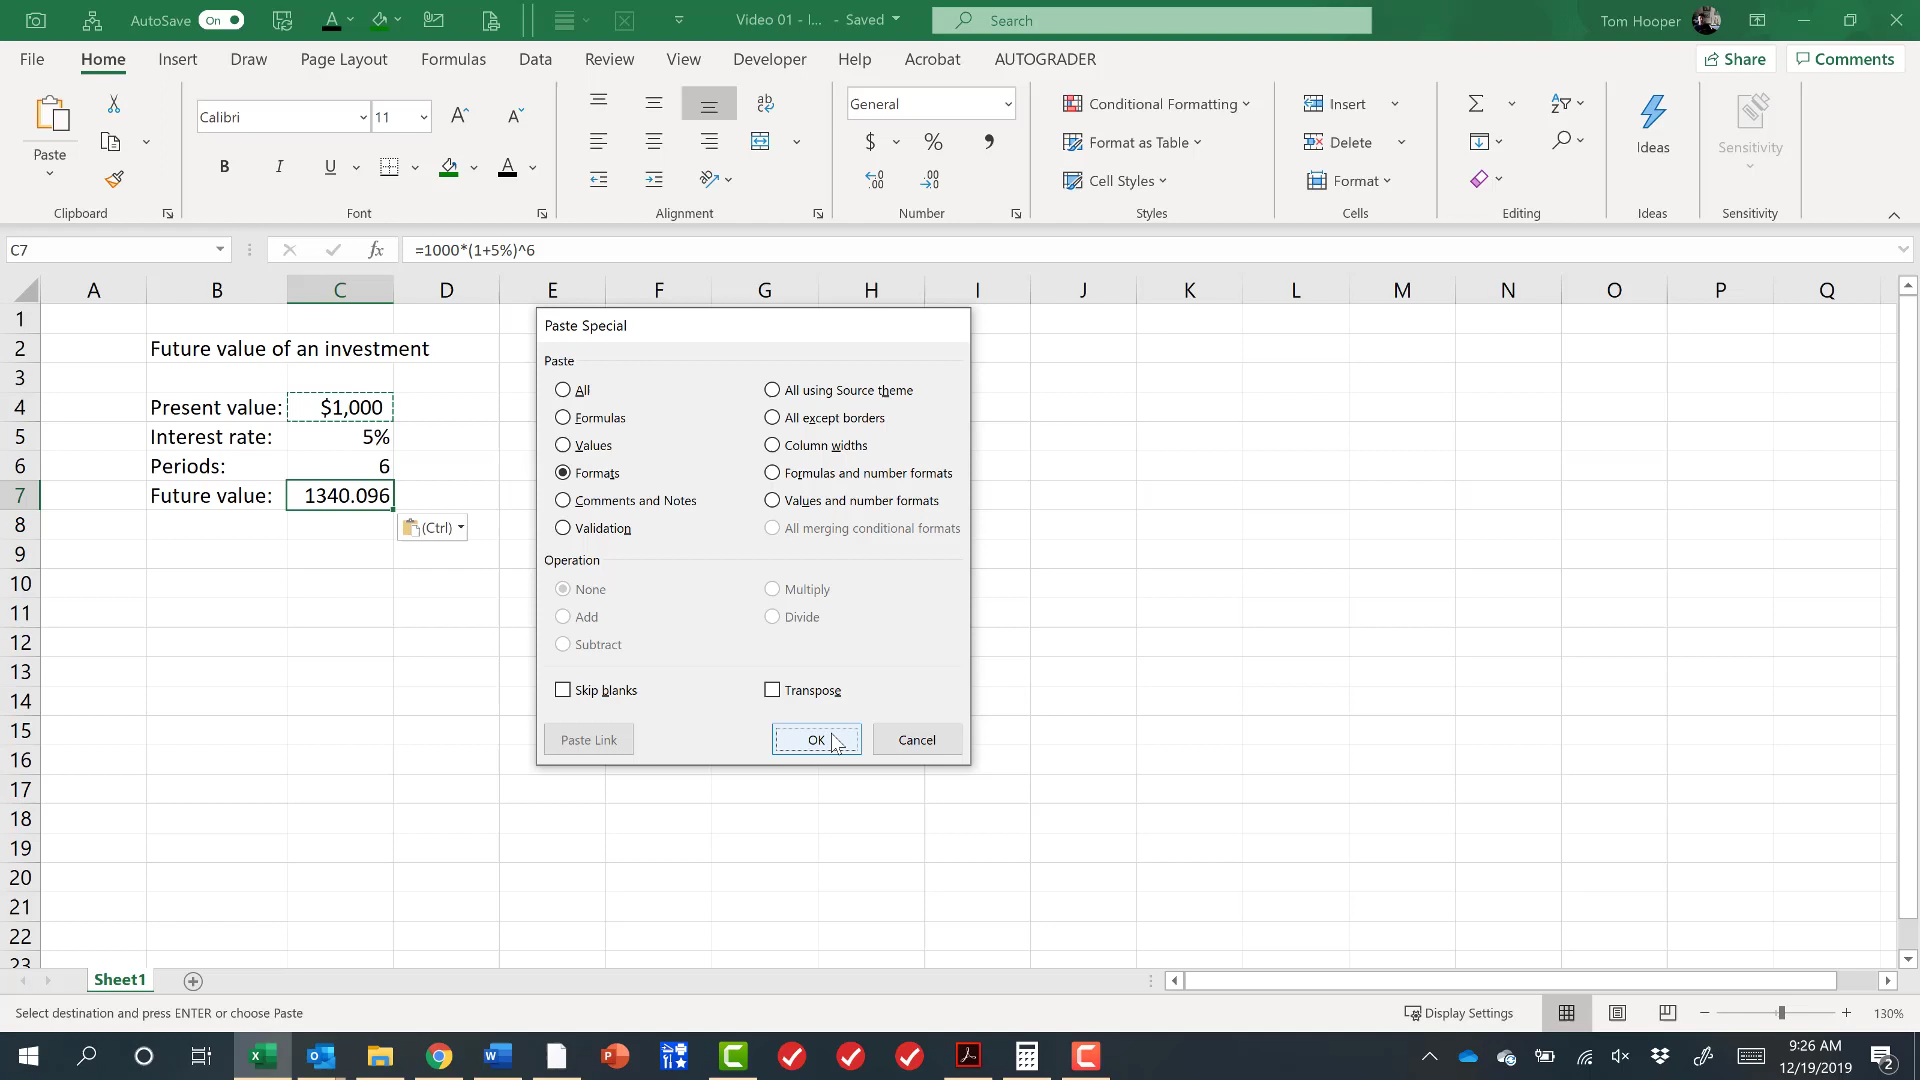 AutoSave On Video 01 - I... - Saved Search Tom Hooper
File Home Insert Draw Page Layout Formulas Data Review View Developer Help Acrobat AUTOGRADER Share Comments
Calibri 11 General Conditional Formatting Insert
Paste Format as Table Delete Ideas Sensitivity
B I U A $ % Cell Styles Format
Clipboard Font Alignment Number Styles Cells Editing Ideas Sensitivity
C7 fx =1000*(1+5%)^6
A B C D E F G H I J K L M N O P Q
1
2 Future value of an investment
3
4 Present value: $1,000
5 Interest rate: 5%
6 Periods: 6
7 Future value: 1340.096
8 (Ctrl)
9
10
11
12
13
14
15
16
17
18
19
20
21
22
23
Paste Special
Paste
All All using Source theme
Formulas All except borders
Values Column widths
Formats Formulas and number formats
Comments and Notes Values and number formats
Validation All merging conditional formats
Operation
None Multiply
Add Divide
Subtract
Skip blanks Transpose
Paste Link OK Cancel
Sheet1
Select destination and press ENTER or choose Paste Display Settings 130%
9:26 AM
12/19/2019 2